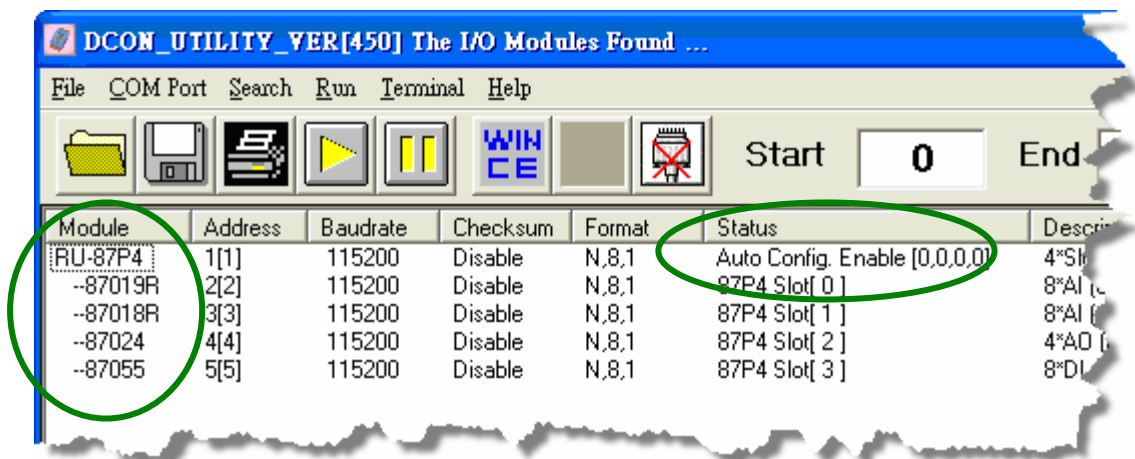 DCON_UTILITY_VER[450] The I/O Modules Found ...
File COM Port Search Run Terminal Help
WIN CE Start 0 End
Module Address Baudrate Checksum Format Status
RU-87P4 1[1] 115200 Disable N,8,1 Auto Config. Enable [0,0,0,0]
--87019R 2[2] 115200 Disable N,8,1 87P4 Slot[ 0 ] 8*AI
--87018R 3[3] 115200 Disable N,8,1 87P4 Slot[ 1 ] 8*AI
--87024 4[4] 115200 Disable N,8,1 87P4 Slot[ 2 ] 4*AO
--87055 5[5] 115200 Disable N,8,1 87P4 Slot[ 3 ] 8*DI